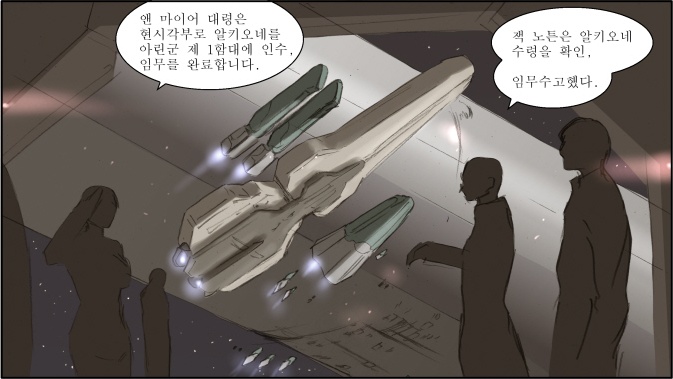 앤 마이어 대령은
현시각부로 알키오네를
아린군 제 1함대에 인수,
임무를 완료합니다.
잭 노튼은 알키오네
수령을 확인,
임무수고했다.